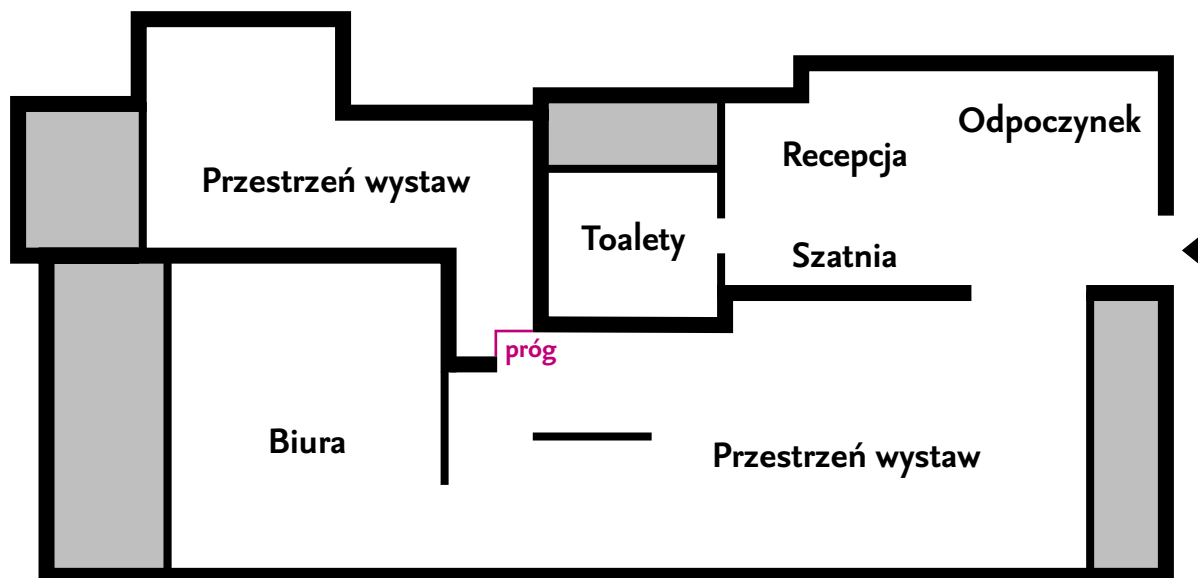 Odpoczynek
Recepcja
Przestrzeń wystaw
Toalety
Szatnia
próg
Biura
Przestrzeń wystaw